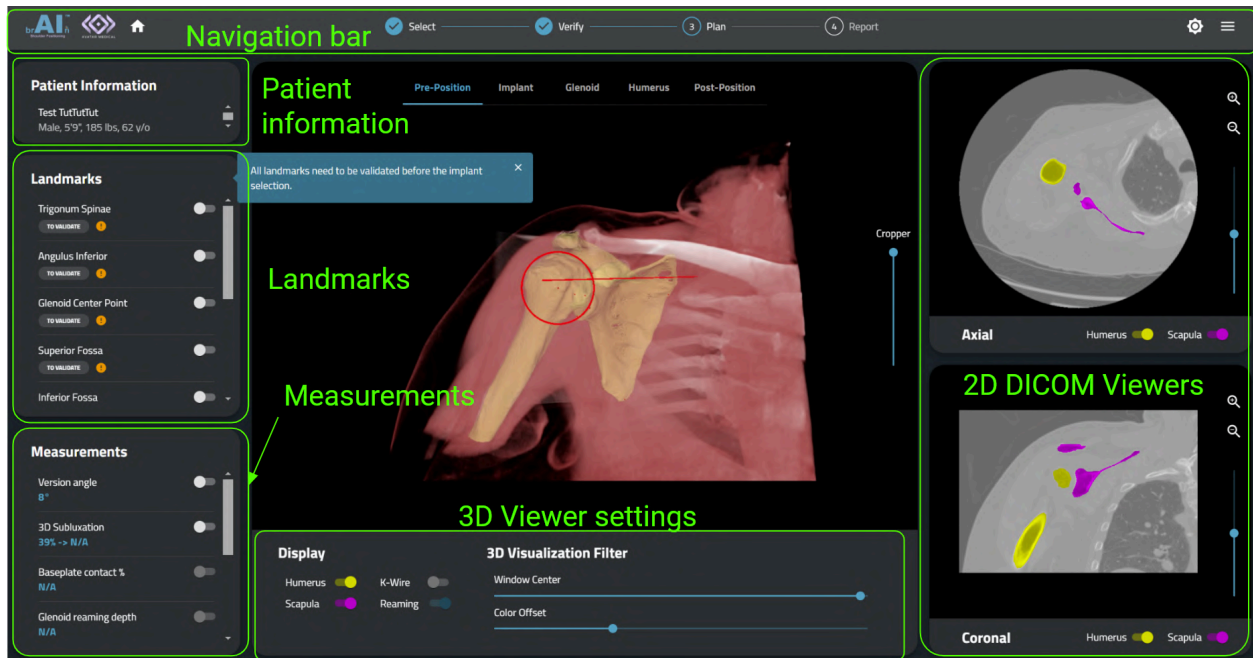 brAIn™
Navigation bar
Select
Verify
3 Plan
4 Report
Patient Information
Test TutTutTut
Male, 5'9", 185 lbs, 62 y/o
Patient
information
Pre-Position
Implant
Glenoid
Humerus
Post-Position
Landmarks
All landmarks need to be validated before the implant
selection.
Trigonum Spinae
TO VALIDATE
Angulus Inferior
TO VALIDATE
Glenoid Center Point
TO VALIDATE
Superior Fossa
TO VALIDATE
Inferior Fossa
Landmarks
Cropper
Measurements
Measurements
Version angle
8°
3D Subluxation
39% -> N/A
Baseplate contact %
N/A
Glenoid reaming depth
N/A
3D Viewer settings
Display
Humerus
K-Wire
Scapula
Reaming
3D Visualization Filter
Window Center
Color Offset
Axial
Humerus
Scapula
2D DICOM Viewers
Coronal
Humerus
Scapula